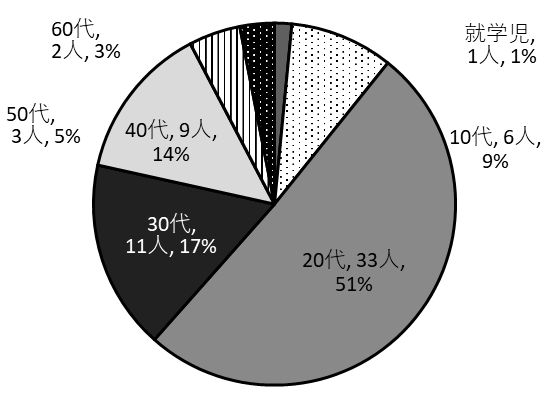 60代,
2人, 3%
就学児,
1人, 1%
50代,
3人, 5%
40代, 9人,
14%
10代, 6人,
9%
30代,
11人, 17%
20代, 33人,
51%